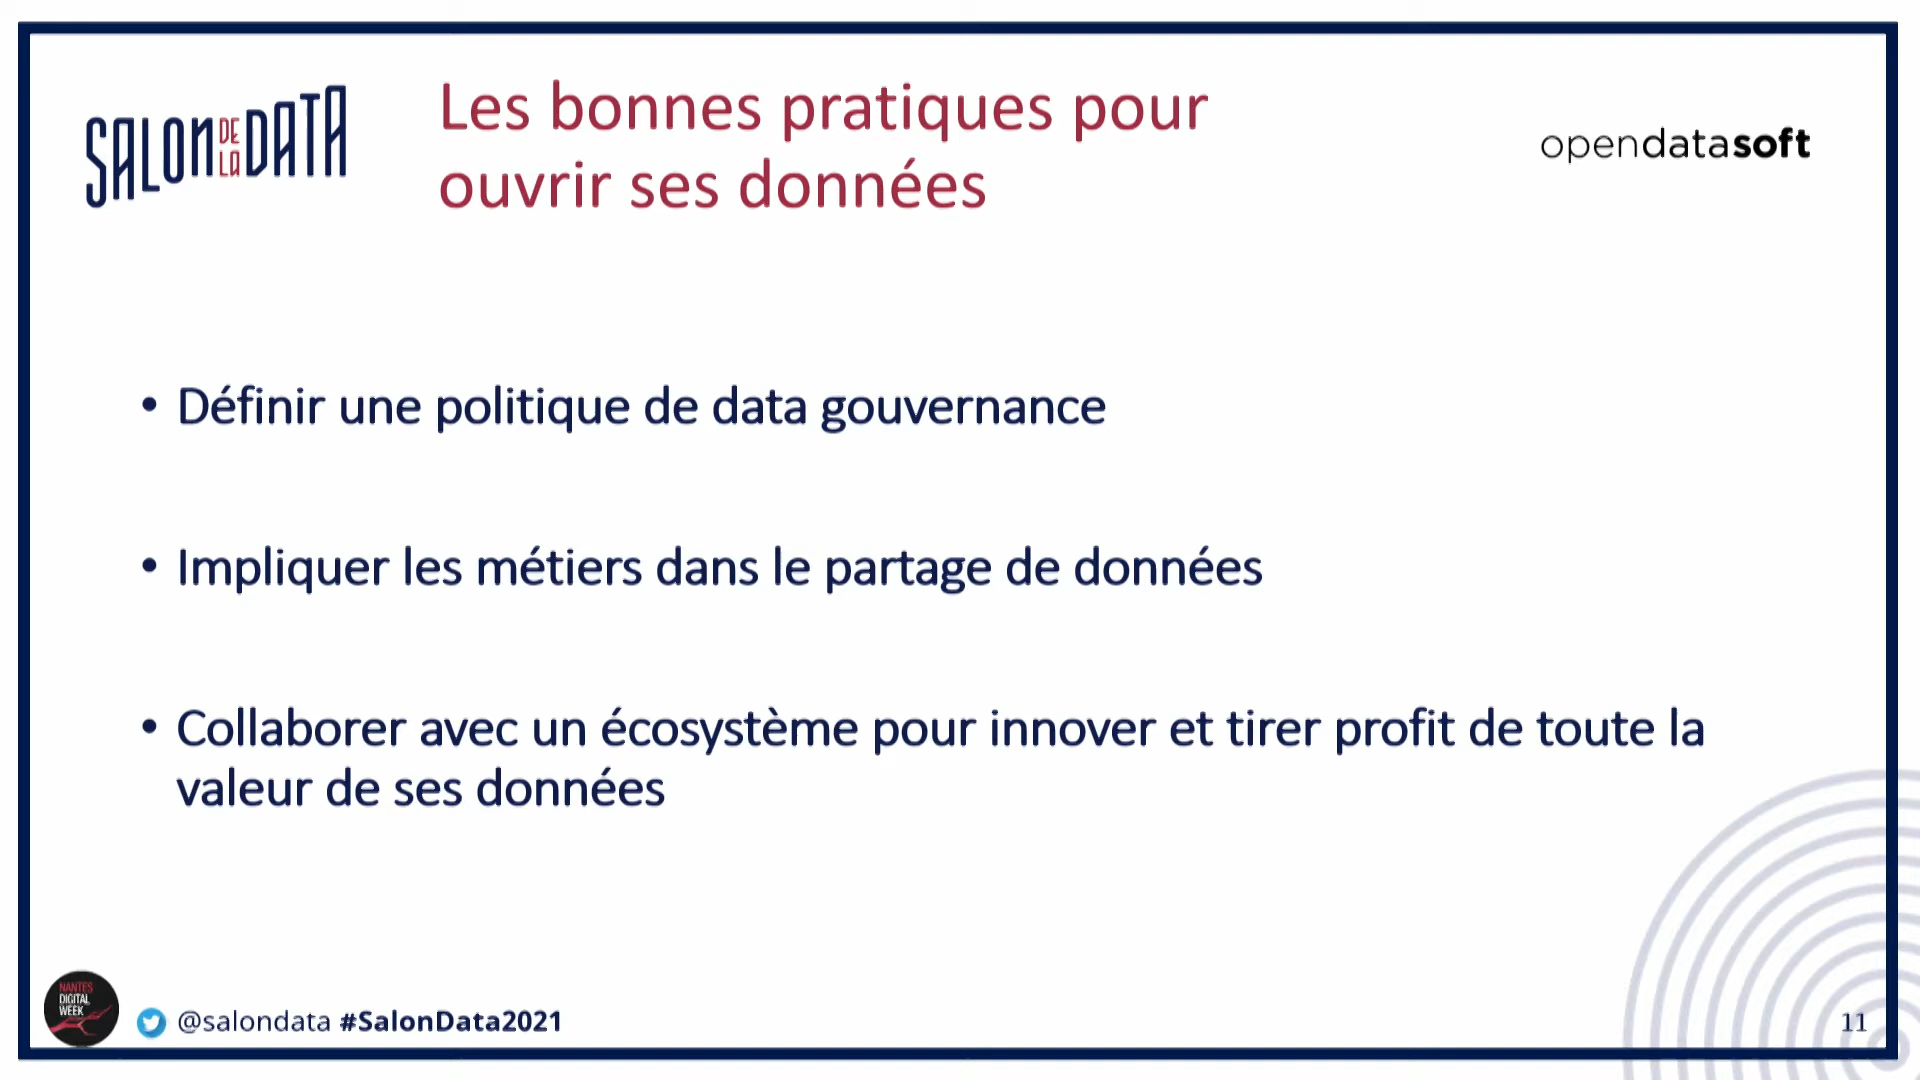 SALON DE LA DATA
Les bonnes pratiques pour
ouvrir ses données
opendatasoft
• Définir une politique de data gouvernance
• Impliquer les métiers dans le partage de données
• Collaborer avec un écosystème pour innover et tirer profit de toute la
valeur de ses données
NANTES
DIGITAL
WEEK
@salondata #SalonData2021
11